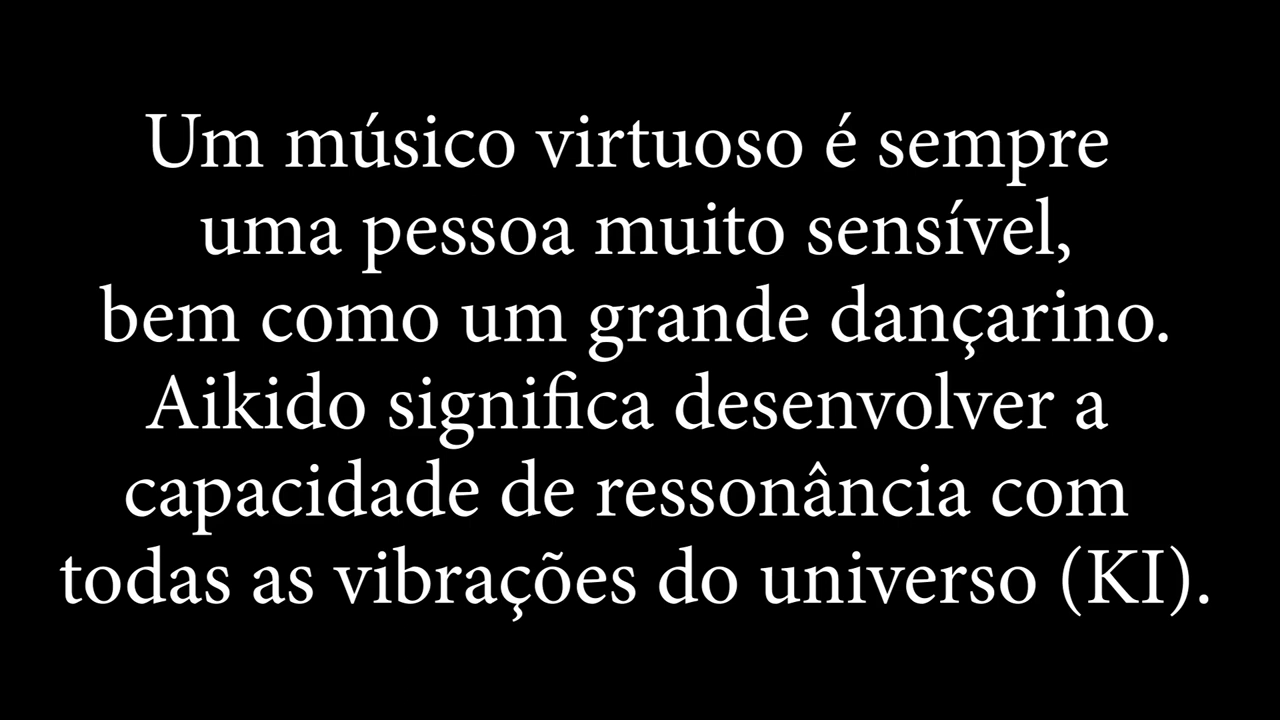 Um músico virtuoso é sempre
uma pessoa muito sensível,
bem como um grande dançarino.
Aikido significa desenvolver a
capacidade de ressonância com
todas as vibrações do universo (KI).